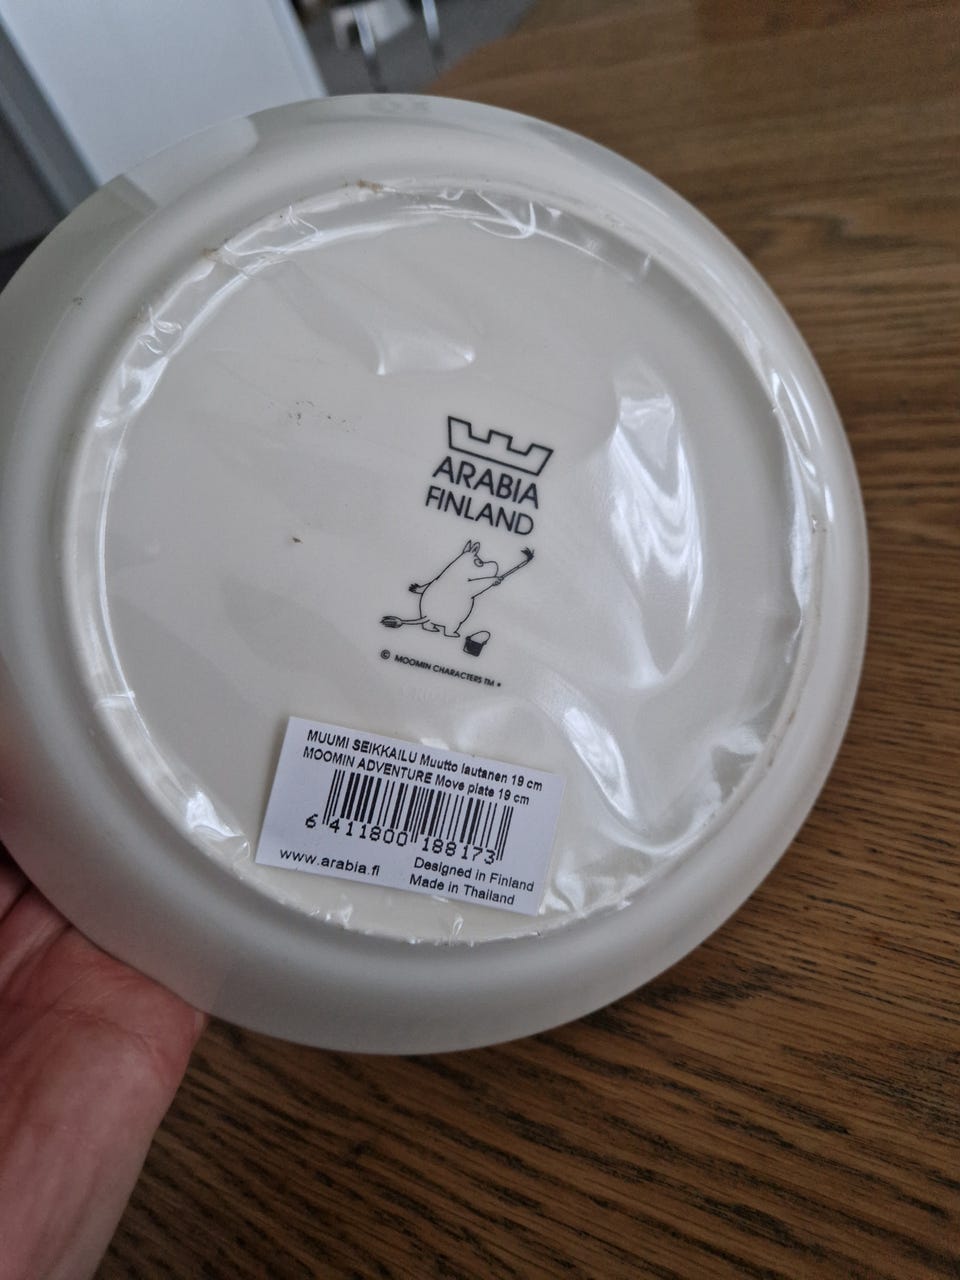 ARABIA
FINLAND
© MOOMIN CHARACTERS TM •
MUUMI SEIKKAILU Muutto lautanen 19 cm
MOOMIN ADVENTURE Move plate 19 cm
6 411800 188173
www.arabia.fi
Designed in Finland
Made in Thailand